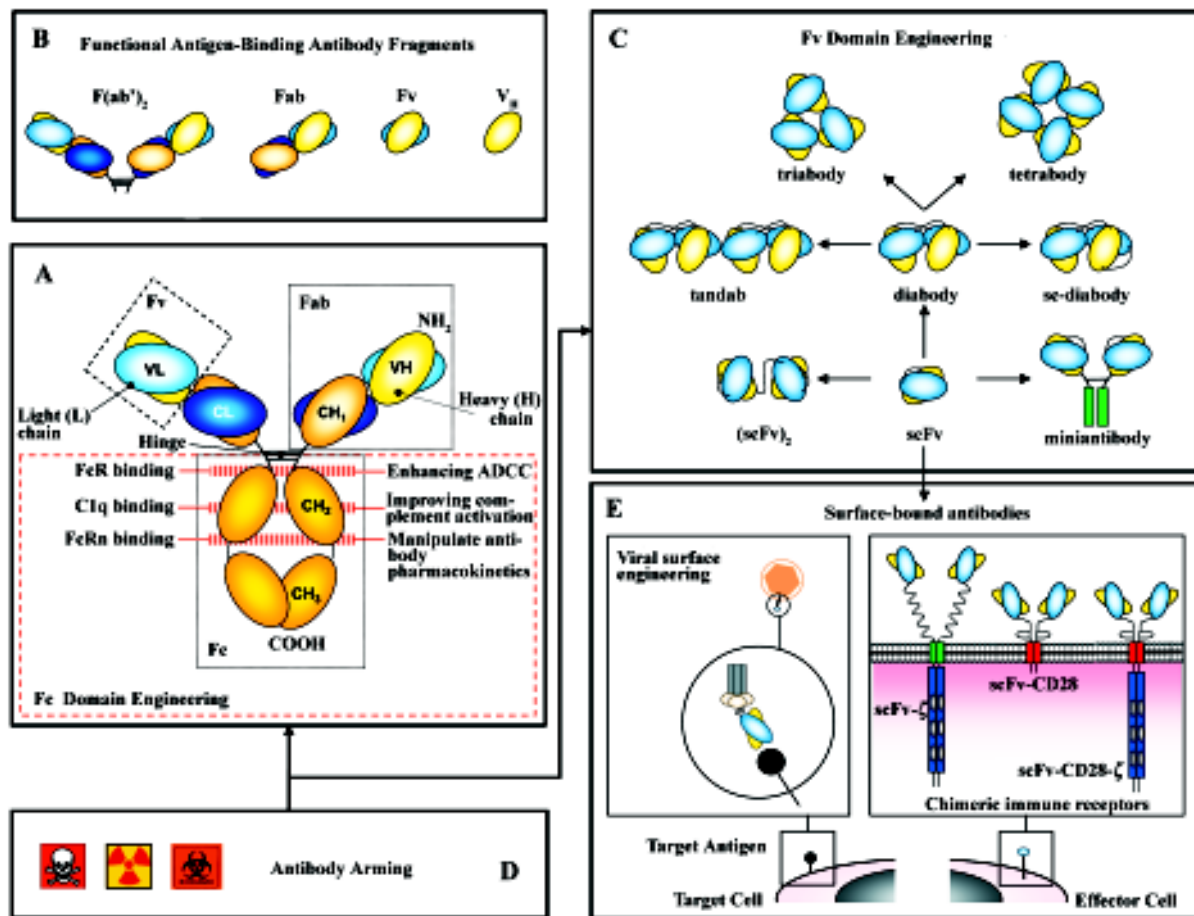 B
Functional Antigen-Binding Antibody Fragments
F(ab')₂
Fab
Fv
V_H
A
Fv
Fab
NH₂
VL
VH
CL
CH₁
Light (L)
chain
Heavy (H)
chain
Hinge
FcR binding
Enhancing ADCC
C1q binding
CH₂
Improving com-
plement activation
FcRn binding
Manipulate anti-
body
pharmacokinetics
CH₃
COOH
Fc
Fc Domain Engineering
Antibody Arming
D
C
Fv Domain Engineering
triabody
tetrabody
tandab
diabody
sc-diabody
(scFv)₂
scFv
miniantibody
E
Surface-bound antibodies
Viral surface
engineering
scFv-CD28
scFv-ζ
scFv-CD28-ζ
Chimeric immune receptors
Target Antigen
Target Cell
Effector Cell